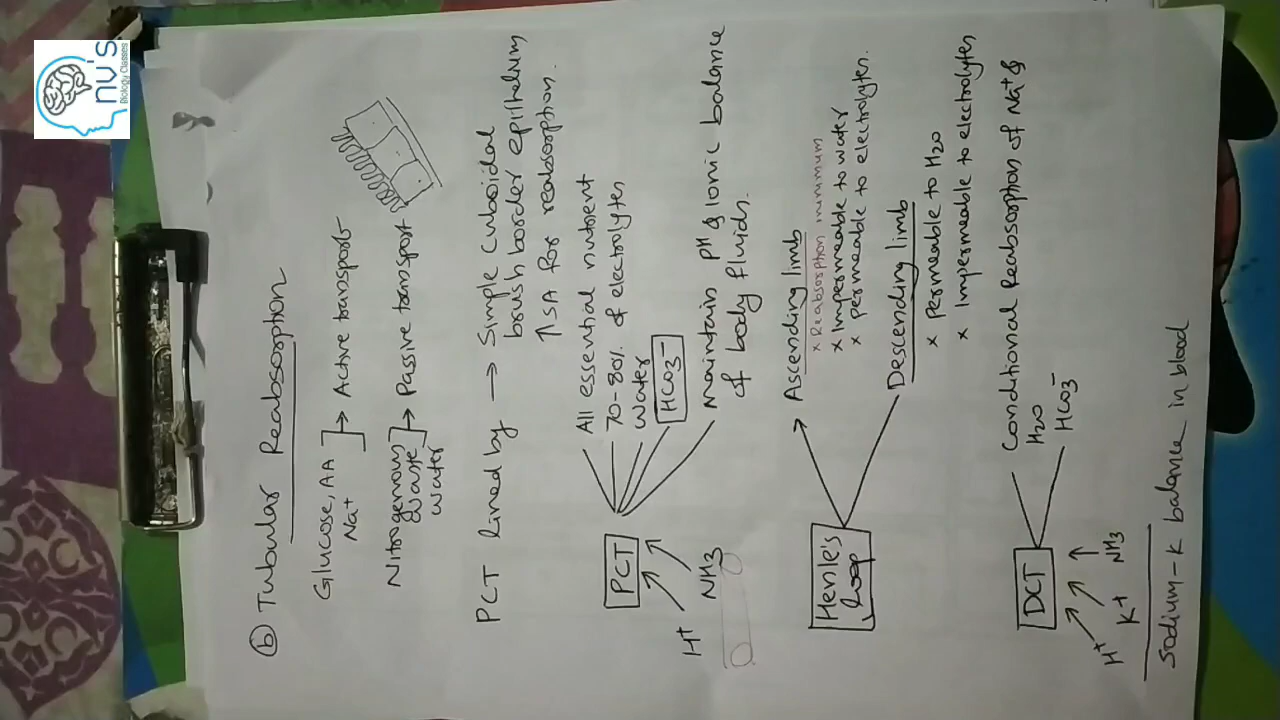 nv's
Biology Classes
(b) Tubular Reabsorption
Glucose, AA
Na+
→ Active transport
Nitrogenous
waste
water
→ Passive transport
PCT lined by → Simple cuboidal
brush border epithelium
↑SA for reabsorption.
PCT
All essential nutrient
70-80% of electrolytes
water
HCO3-
maintain pH & Ionic balance
of body fluids.
H+ NH3
Henle's
loop
Ascending limb
x Reabsorption minimum
x Impermeable to water
x permeable to electrolytes.
Descending limb
x permeable to H2O
x Impermeable to electrolytes
DCT
Conditional Reabsorption of Na+ &
H2O
HCO3-
H+ K+ NH3
Sodium-K balance in blood